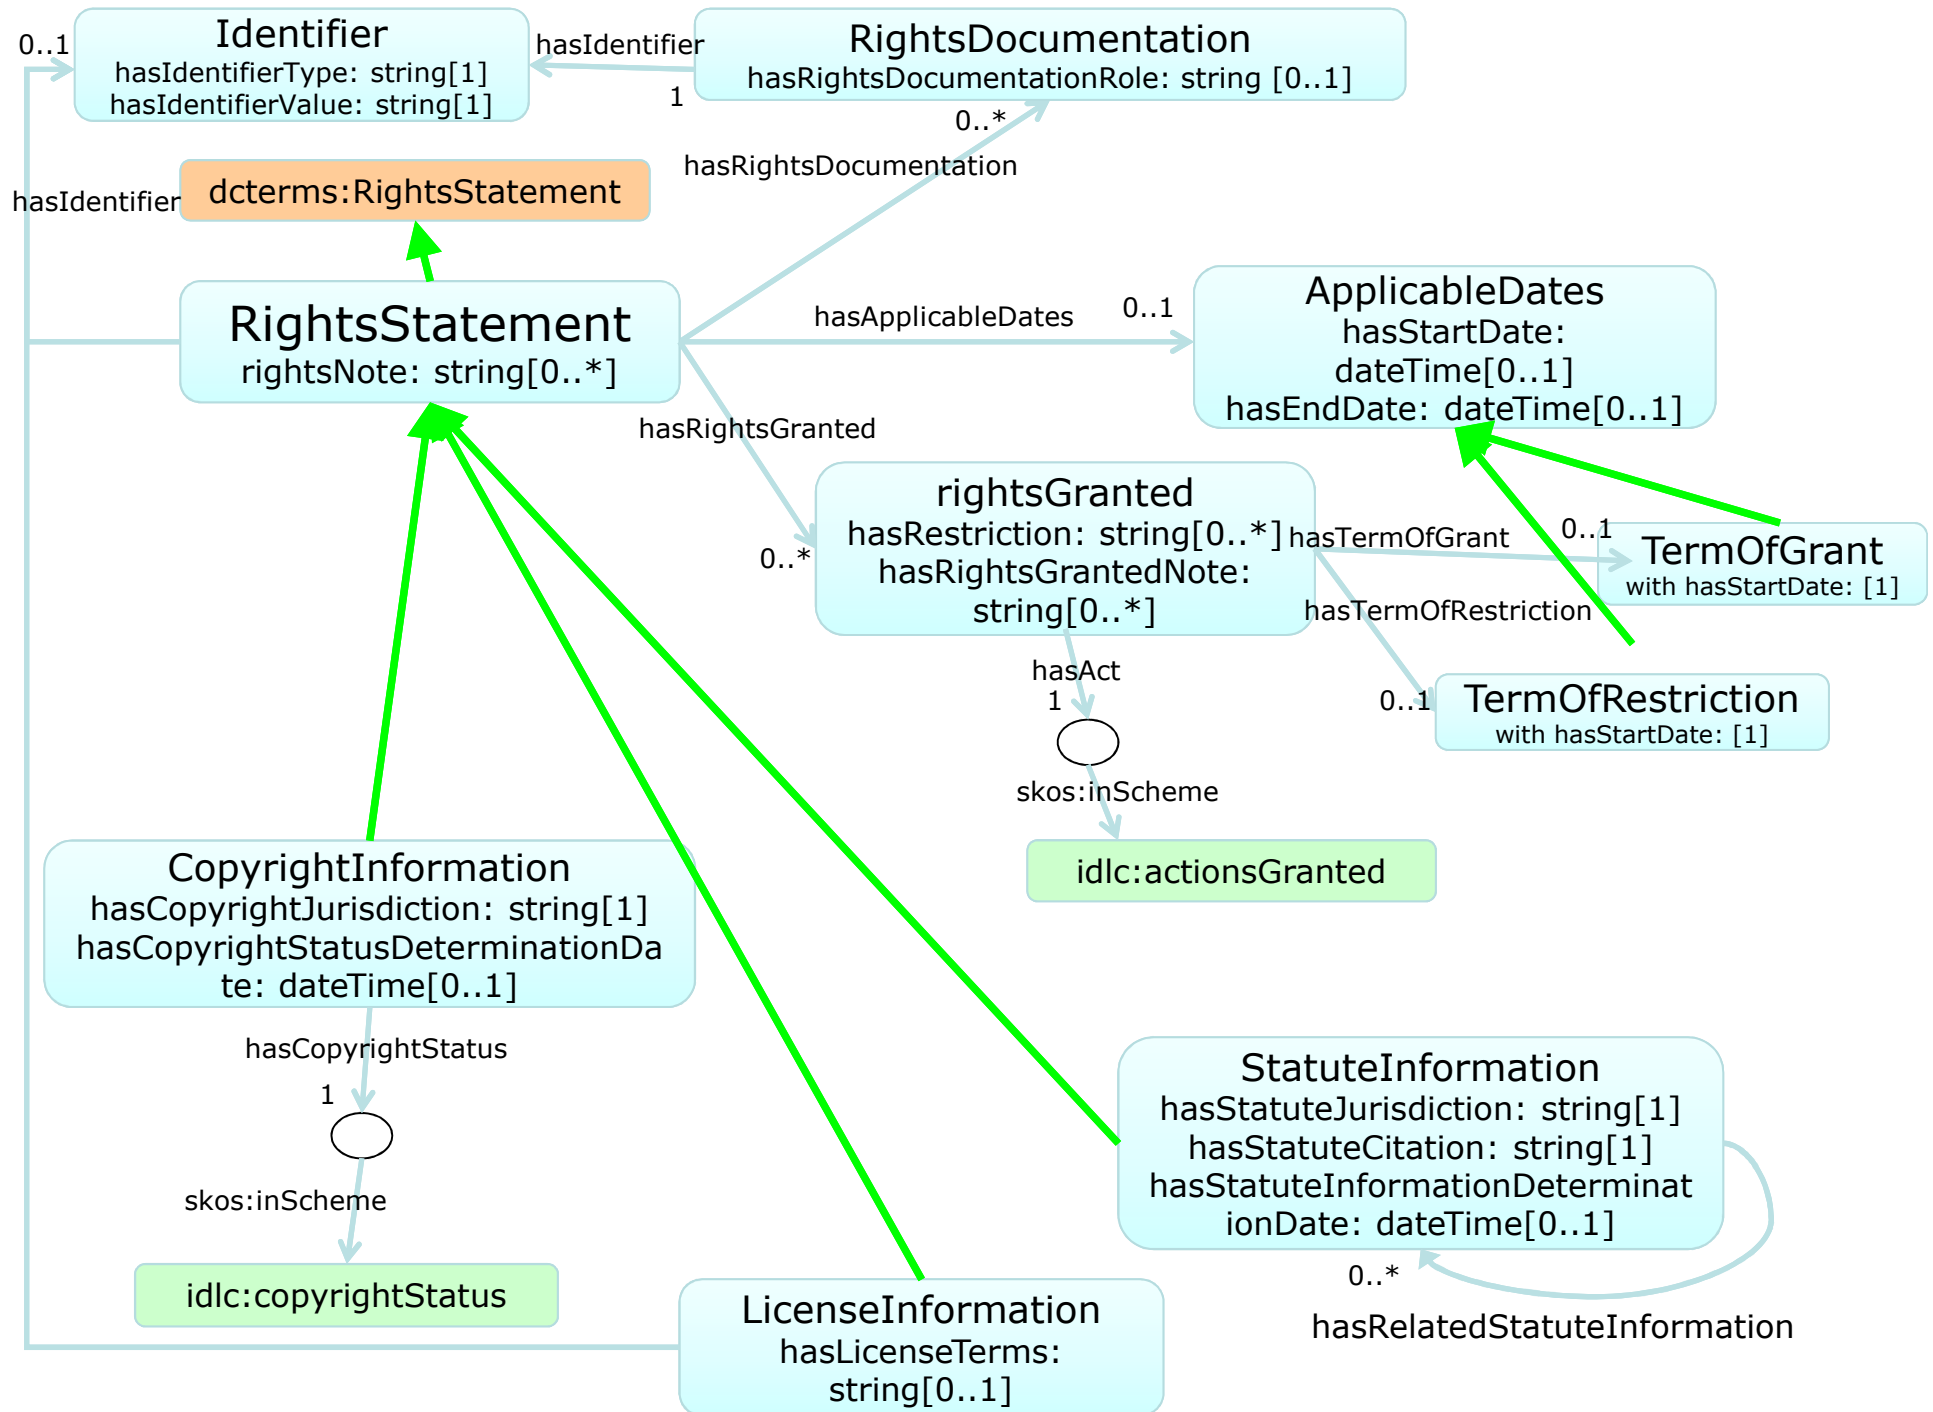 Identifier
hasIdentifierType: string[1]
hasIdentifierValue: string[1]
0..1
hasIdentifier
1
RightsDocumentation
hasRightsDocumentationRole: string [0..1]
0..*
hasRightsDocumentation
hasIdentifier
dcterms:RightsStatement
RightsStatement
rightsNote: string[0..*]
hasApplicableDates
0..1
ApplicableDates
hasStartDate:
dateTime[0..1]
hasEndDate: dateTime[0..1]
hasRightsGranted
0..*
rightsGranted
hasRestriction: string[0..*]
hasRightsGrantedNote:
string[0..*]
hasTermOfGrant
0..1
TermOfGrant
with hasStartDate: [1]
hasTermOfRestriction
0..1
TermOfRestriction
with hasStartDate: [1]
hasAct
1
skos:inScheme
idlc:actionsGranted
CopyrightInformation
hasCopyrightJurisdiction: string[1]
hasCopyrightStatusDeterminationDa
te: dateTime[0..1]
hasCopyrightStatus
1
skos:inScheme
idlc:copyrightStatus
StatuteInformation
hasStatuteJurisdiction: string[1]
hasStatuteCitation: string[1]
hasStatuteInformationDeterminat
ionDate: dateTime[0..1]
0..*
hasRelatedStatuteInformation
LicenseInformation
hasLicenseTerms:
string[0..1]